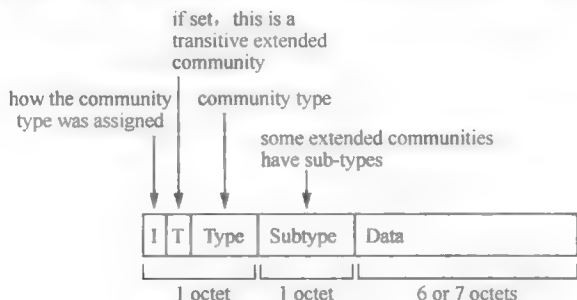 if set, this is a
transitive extended
community
how the community
type was assigned
community type
some extended communities
have sub-types
I T Type Subtype Data
1 octet 1 octet 6 or 7 octets